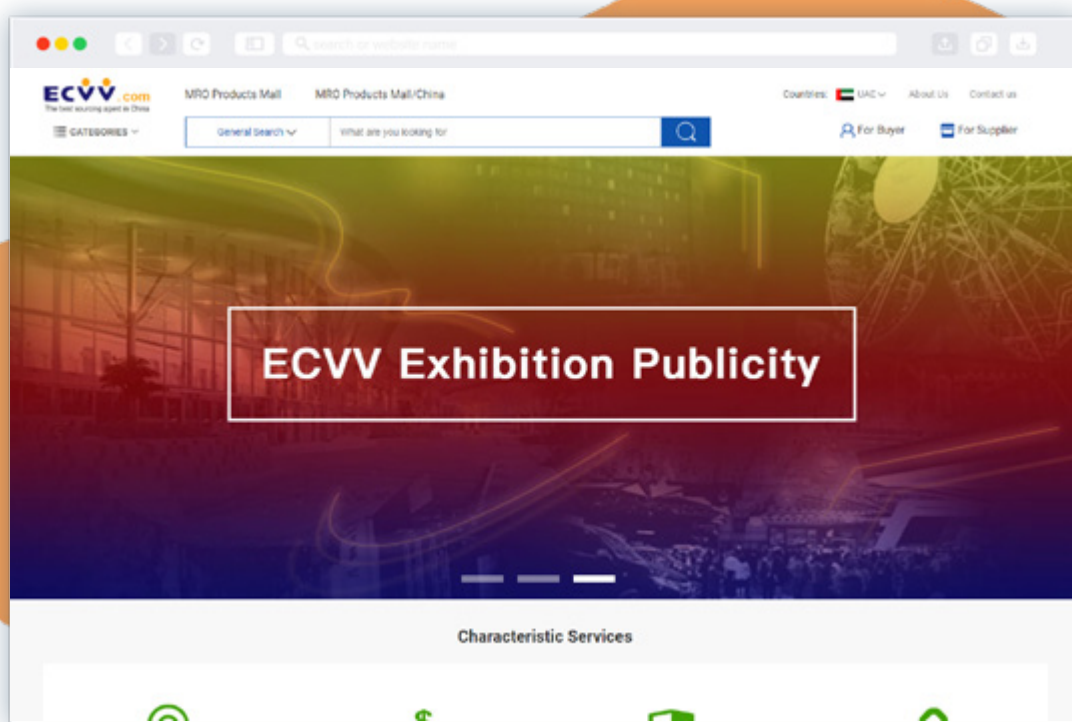 Search or website name
ECVV.com
The best sourcing agent in China
MRO Products Mall
MRO Products Mall/China
Countries: UAE
About Us
Contact us
CATEGORIES
General Search
What are you looking for
For Buyer
For Supplier
ECVV Exhibition Publicity
Characteristic Services